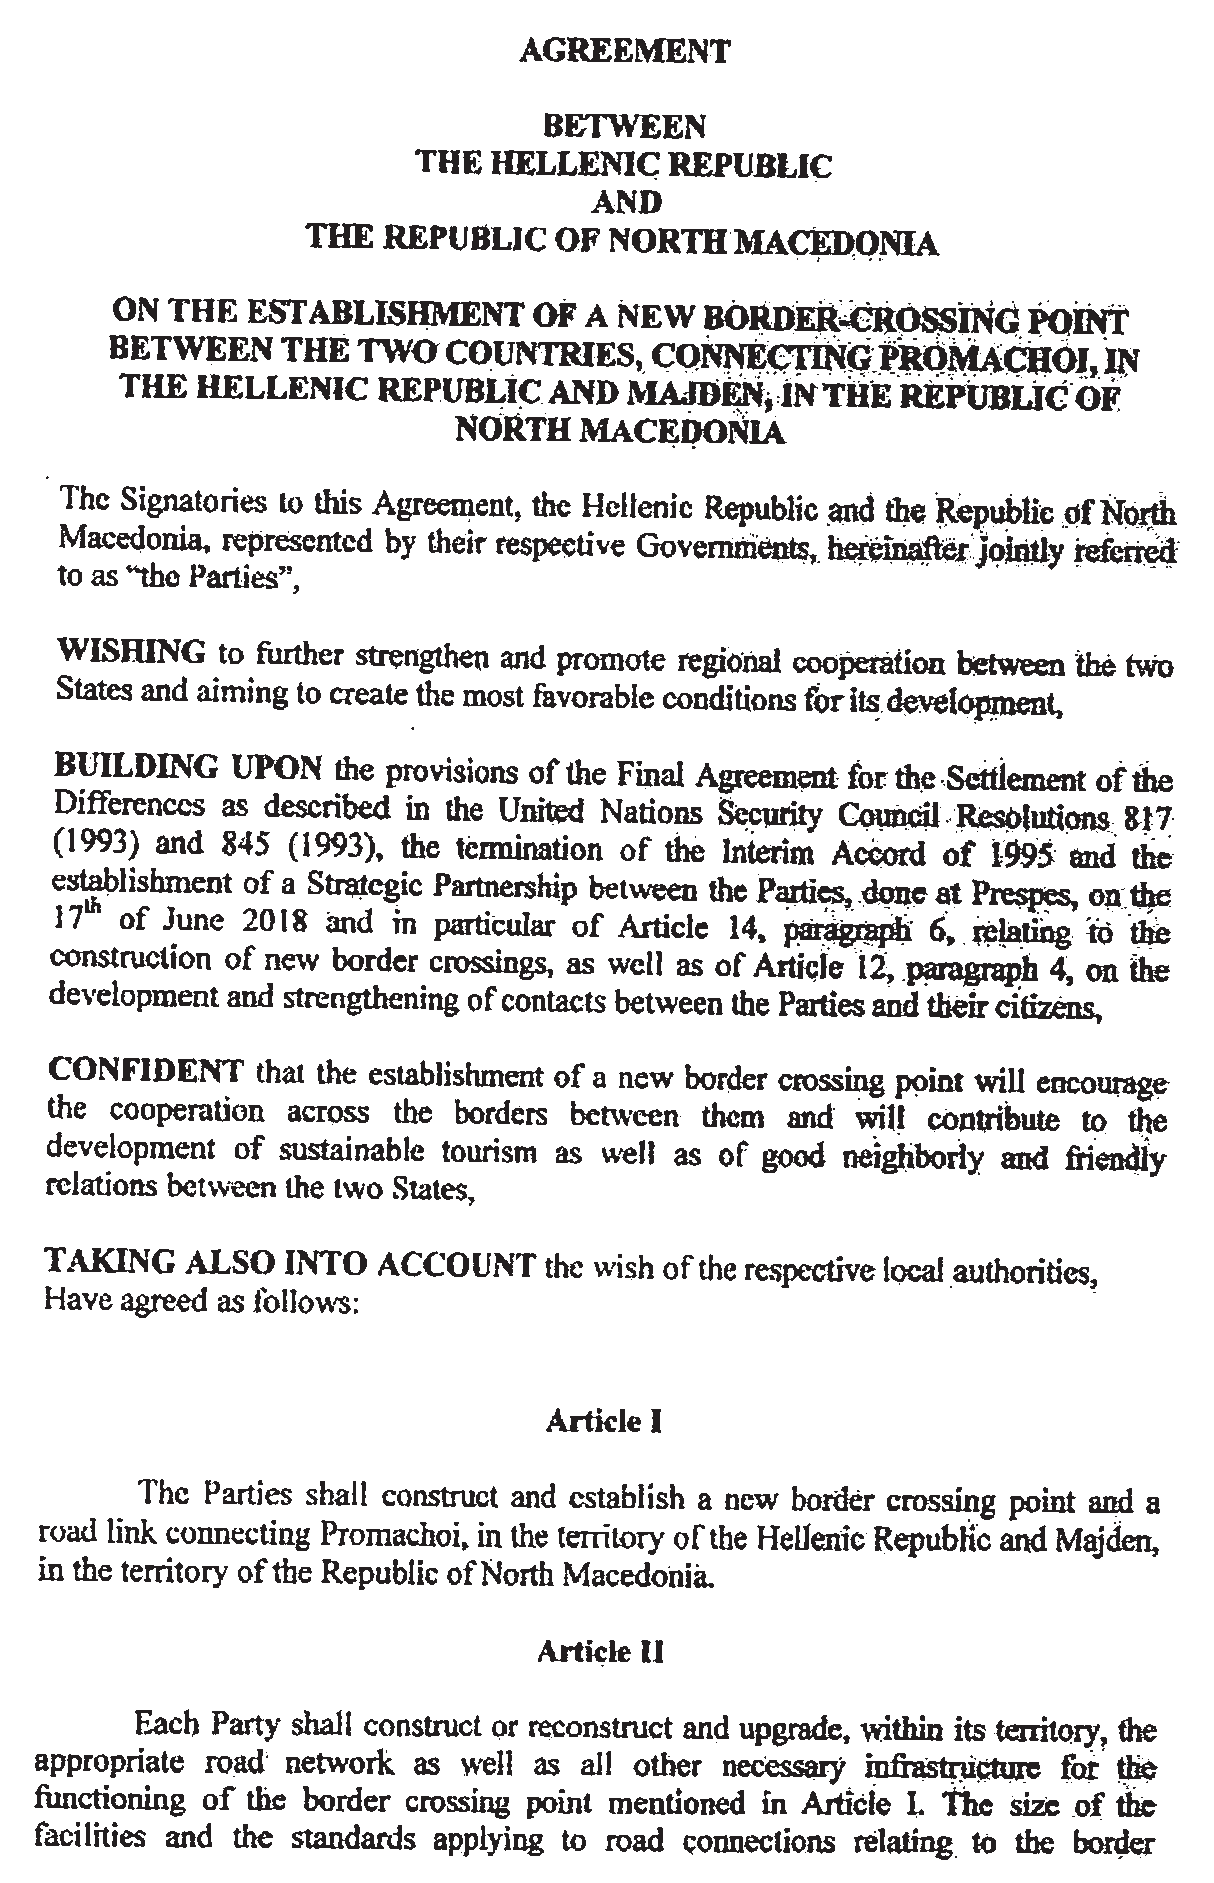 AGREEMENT
BETWEEN
THE HELLENIC REPUBLIC
AND
THE REPUBLIC OF NORTH MACEDONIA
ON THE ESTABLISHMENT OF A NEW BORDER-CROSSING POINT
BETWEEN THE TWO COUNTRIES, CONNECTING PROMACHOI, IN
THE HELLENIC REPUBLIC AND MAJDEN, IN THE REPUBLIC OF
NORTH MACEDONIA
The Signatories to this Agreement, the Hellenic Republic and the Republic of North
Macedonia, represented by their respective Governments, hereinafter jointly referred
to as “the Parties”,
WISHING to further strengthen and promote regional cooperation between the two
States and aiming to create the most favorable conditions for its development,
BUILDING UPON the provisions of the Final Agreement for the Settlement of the
Differences as described in the United Nations Security Council Resolutions 817
(1993) and 845 (1993), the termination of the Interim Accord of 1995 and the
establishment of a Strategic Partnership between the Parties, done at Prespes, on the
17th of June 2018 and in particular of Article 14, paragraph 6, relating to the
construction of new border crossings, as well as of Article 12, paragraph 4, on the
development and strengthening of contacts between the Parties and their citizens,
CONFIDENT that the establishment of a new border crossing point will encourage
the cooperation across the borders between them and will contribute to the
development of sustainable tourism as well as of good neighborly and friendly
relations between the two States,
TAKING ALSO INTO ACCOUNT the wish of the respective local authorities,
Have agreed as follows:
Article I
The Parties shall construct and establish a new border crossing point and a
road link connecting Promachoi, in the territory of the Hellenic Republic and Majden,
in the territory of the Republic of North Macedonia.
Article II
Each Party shall construct or reconstruct and upgrade, within its territory, the
appropriate road network as well as all other necessary infrastructure for the
functioning of the border crossing point mentioned in Article I. The size of the
facilities and the standards applying to road connections relating to the border